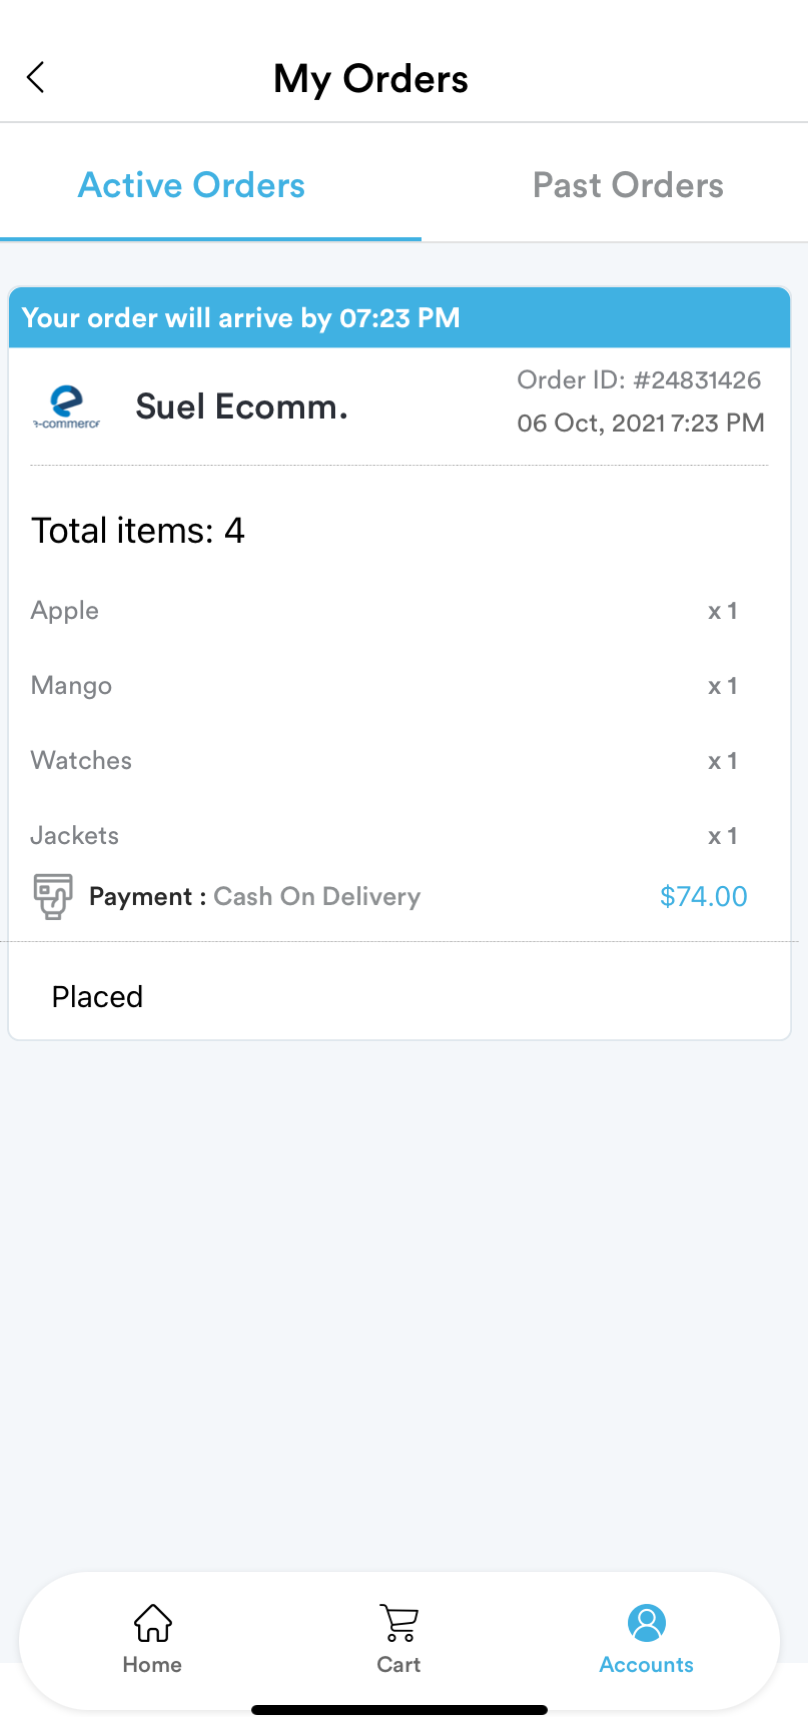 My Orders
Active Orders
Past Orders
Your order will arrive by 07:23 PM
e-commerce
Suel Ecomm.
Order ID: #24831426
06 Oct, 2021 7:23 PM
Total items: 4
Apple x 1
Mango x 1
Watches x 1
Jackets x 1
Payment : Cash On Delivery $74.00
Placed
Home
Cart
Accounts